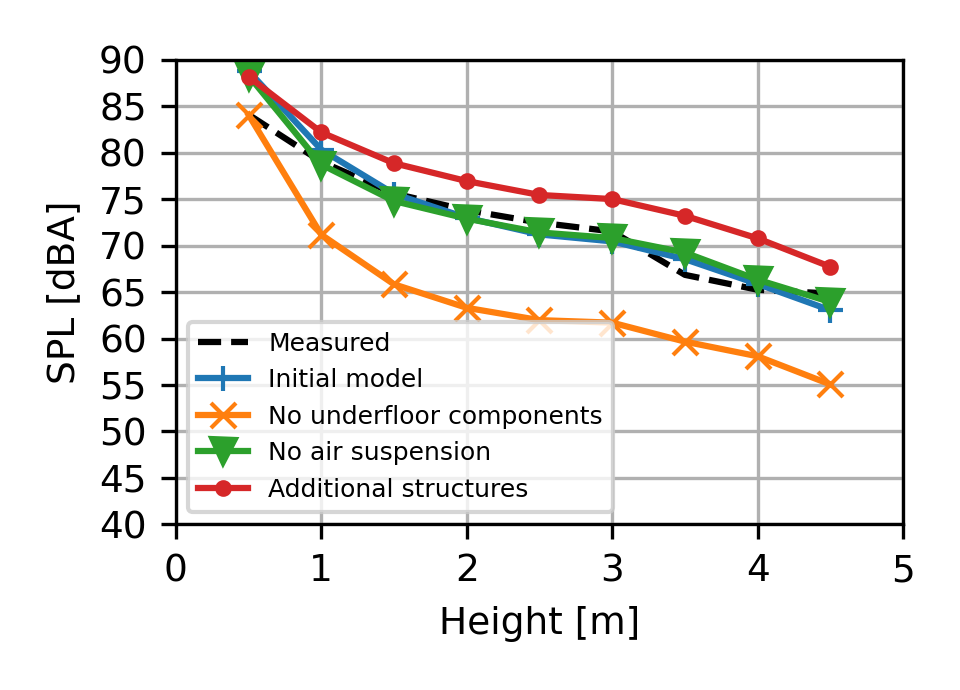 90
85
80
75
70
65
60
55
50
45
40
SPL [dBA]
Measured
Initial model
No underfloor components
No air suspension
Additional structures
0 1 2 3 4 5
Height [m]